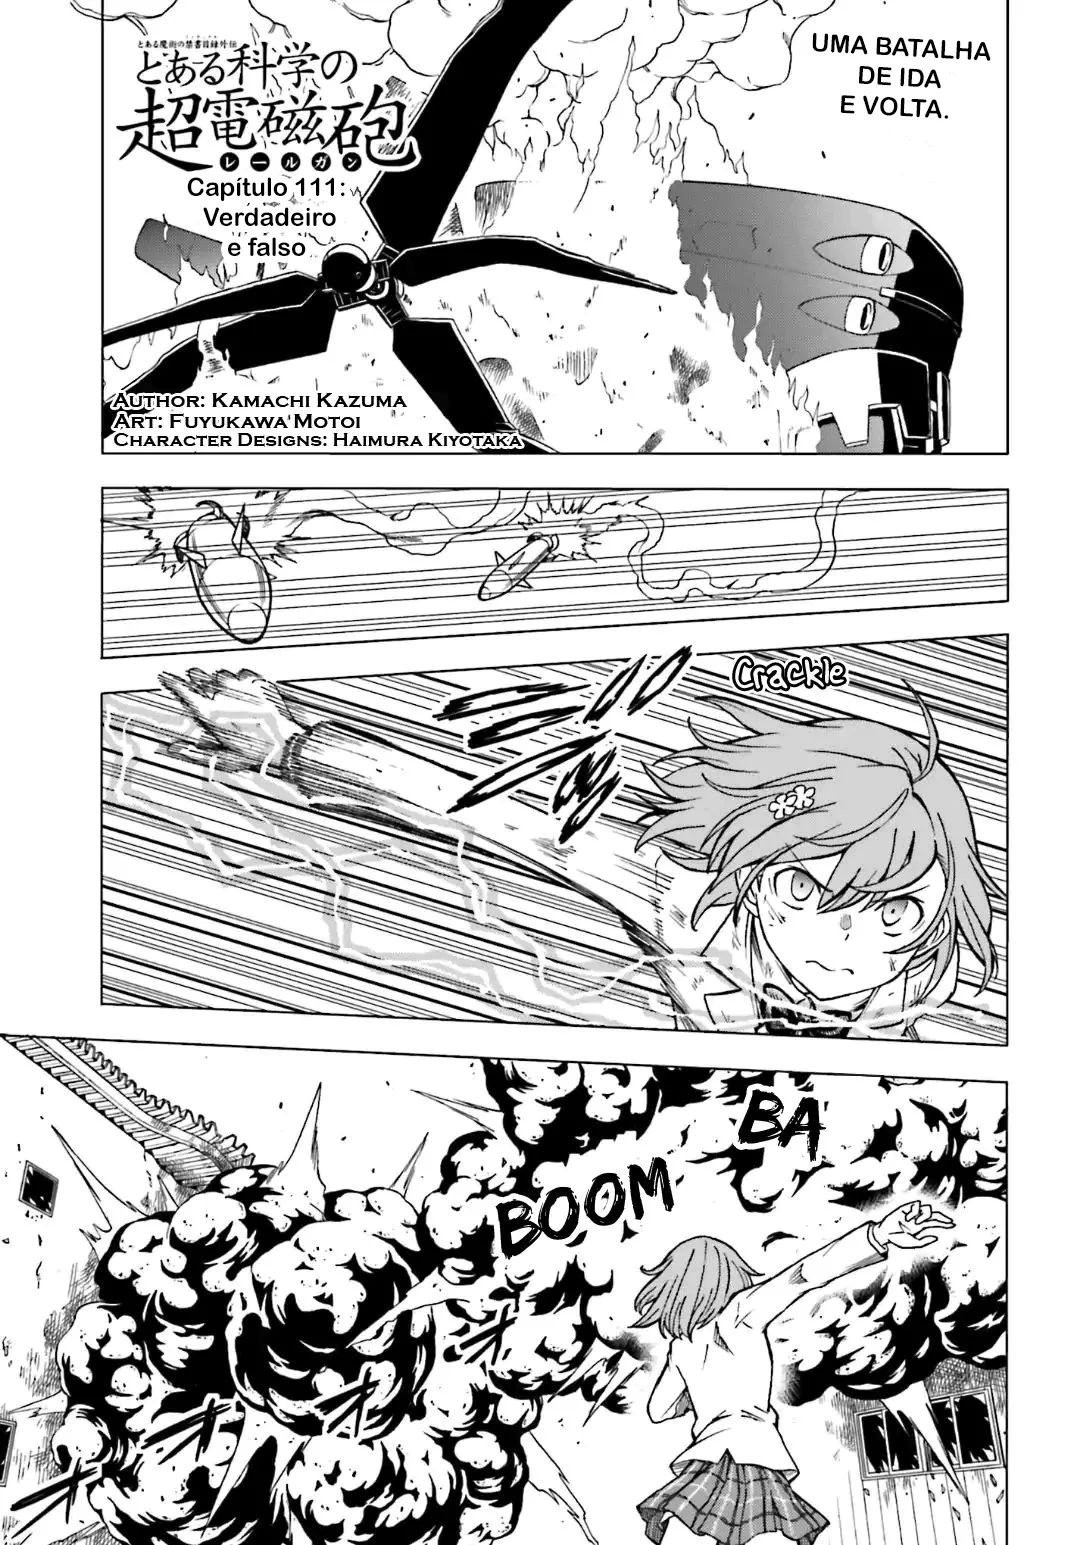 UMA BATALHA
DE IDA
E VOLTA.
とある魔術の禁書目録外伝
とある科学の
超電磁砲
レールガン
Capítulo 111:
Verdadeiro
e falso
AUTHOR: KAMACHI KAZUMA
ART: FUYUKAWA MOTOI
CHARACTER DESIGNS: HAIMURA KIYOTAKA
Crackle
BA
BOOM